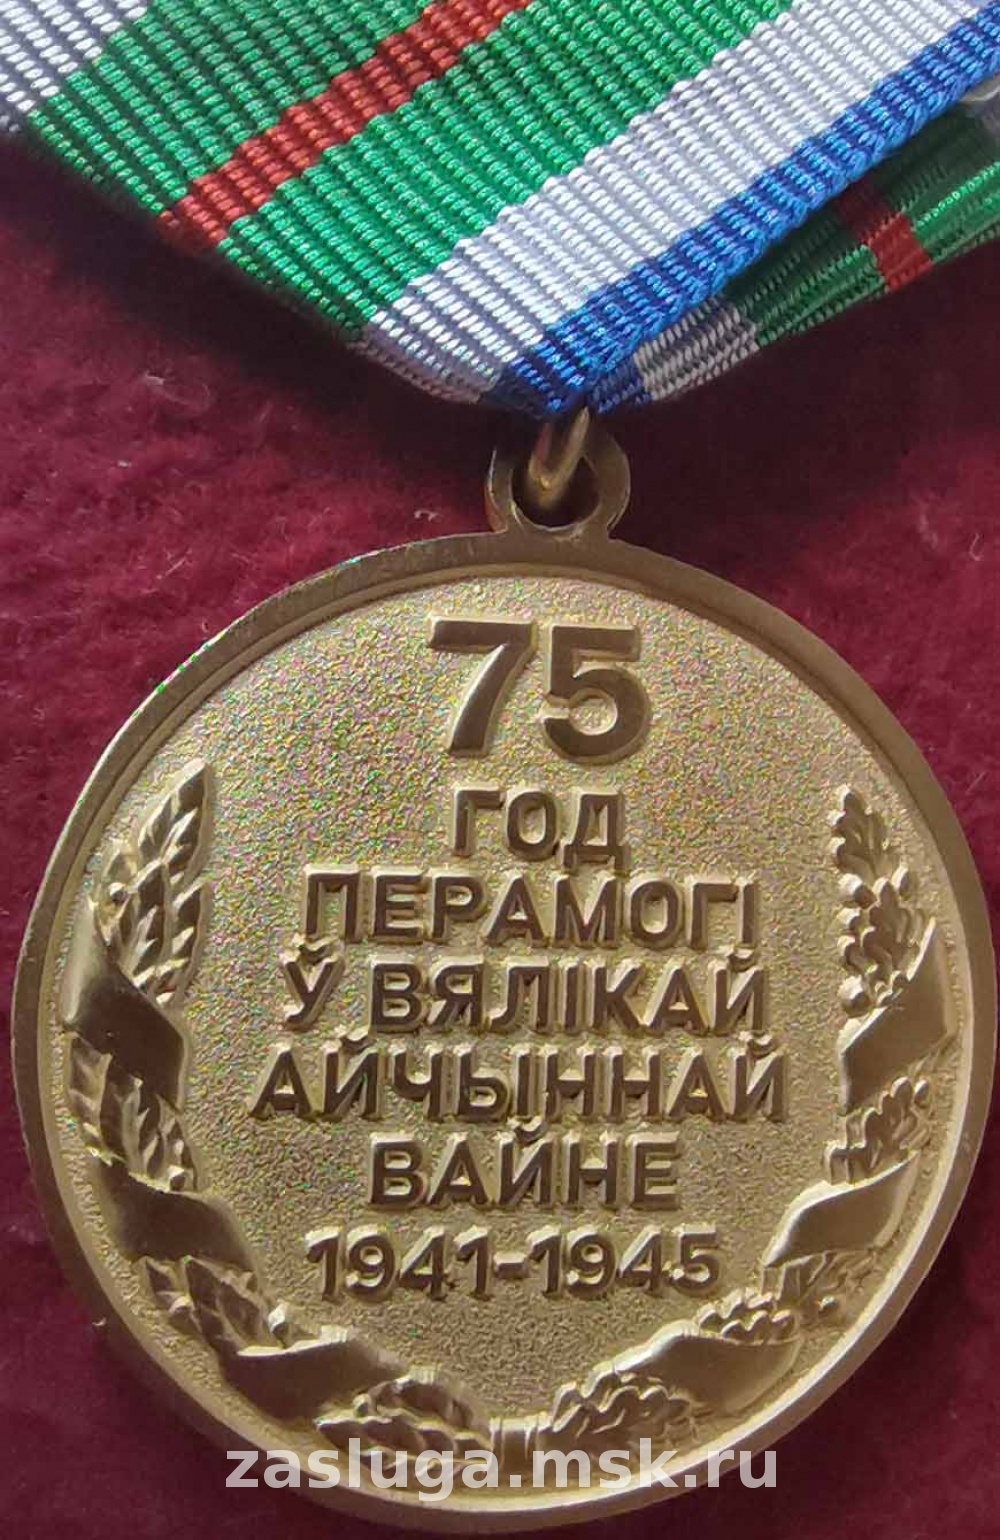 75
ГОД
ПЕРАМОГІ
Ў ВЯЛІКАЙ
АЙЧЫННАЙ
ВАЙНЕ
1941-1945
zasluga.msk.ru